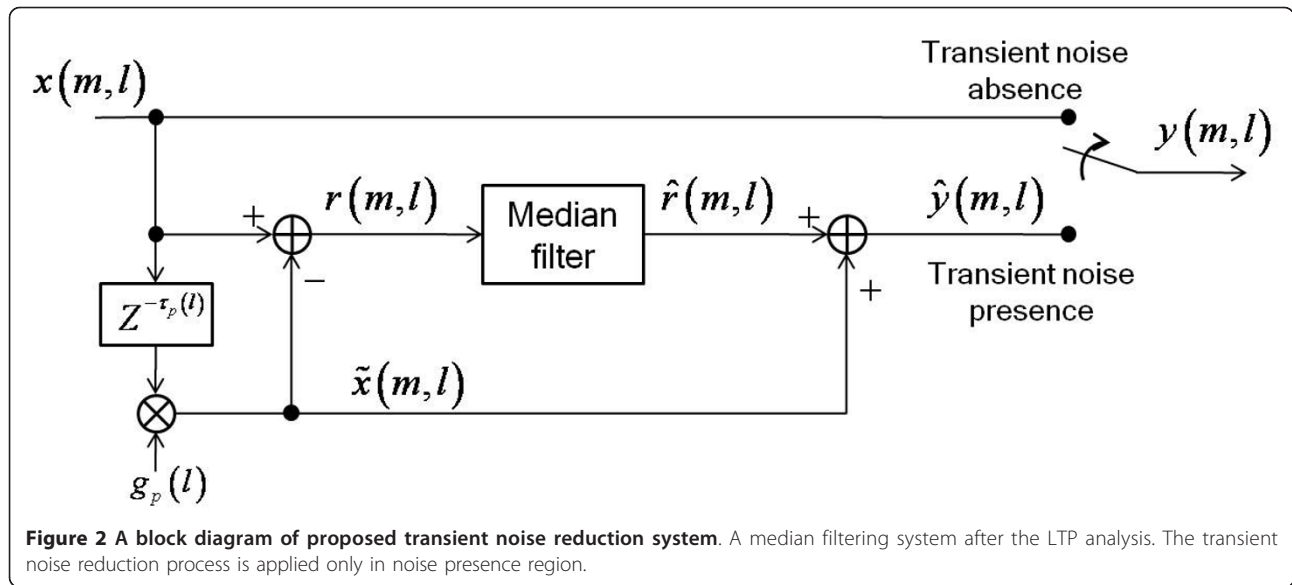 Transient noise
absence
x(m,l)
y(m,l)
r(m,l)
Median
filter
r̂(m,l)
ŷ(m,l)
+
−
+
+
Transient noise
presence
Z^{-τ_p(l)}
x̃(m,l)
g_p(l)
Figure 2 A block diagram of proposed transient noise reduction system. A median filtering system after the LTP analysis. The transient
noise reduction process is applied only in noise presence region.